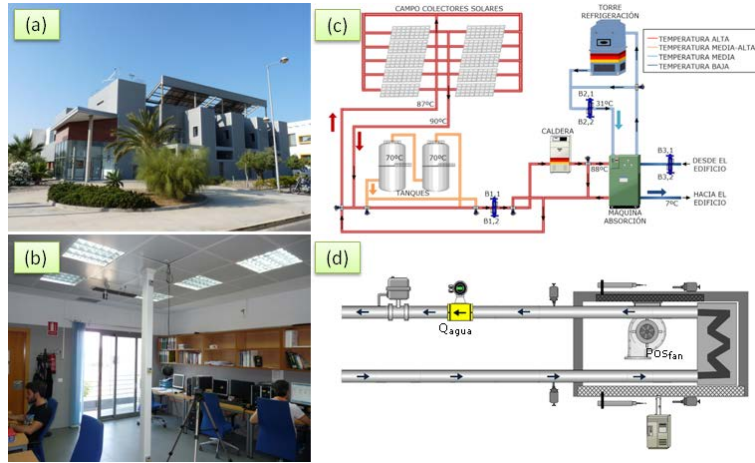 (a)
(c)
CAMPO COLECTORES SOLARES
TORRE
REFRIGERACIÓN
TEMPERATURA ALTA
TEMPERATURA MEDIA-ALTA
TEMPERATURA MEDIA
TEMPERATURA BAJA
87ºC
90ºC
B2,1
31ºC
B2,2
CALDERA
70ºC
70ºC
TANQUES
B1,1
B1,2
88ºC
B3,1
B3,2
DESDE EL
EDIFICIO
HACIA EL
EDIFICIO
7ºC
MÁQUINA
ABSORCIÓN
(b)
(d)
Qagua
Posfan